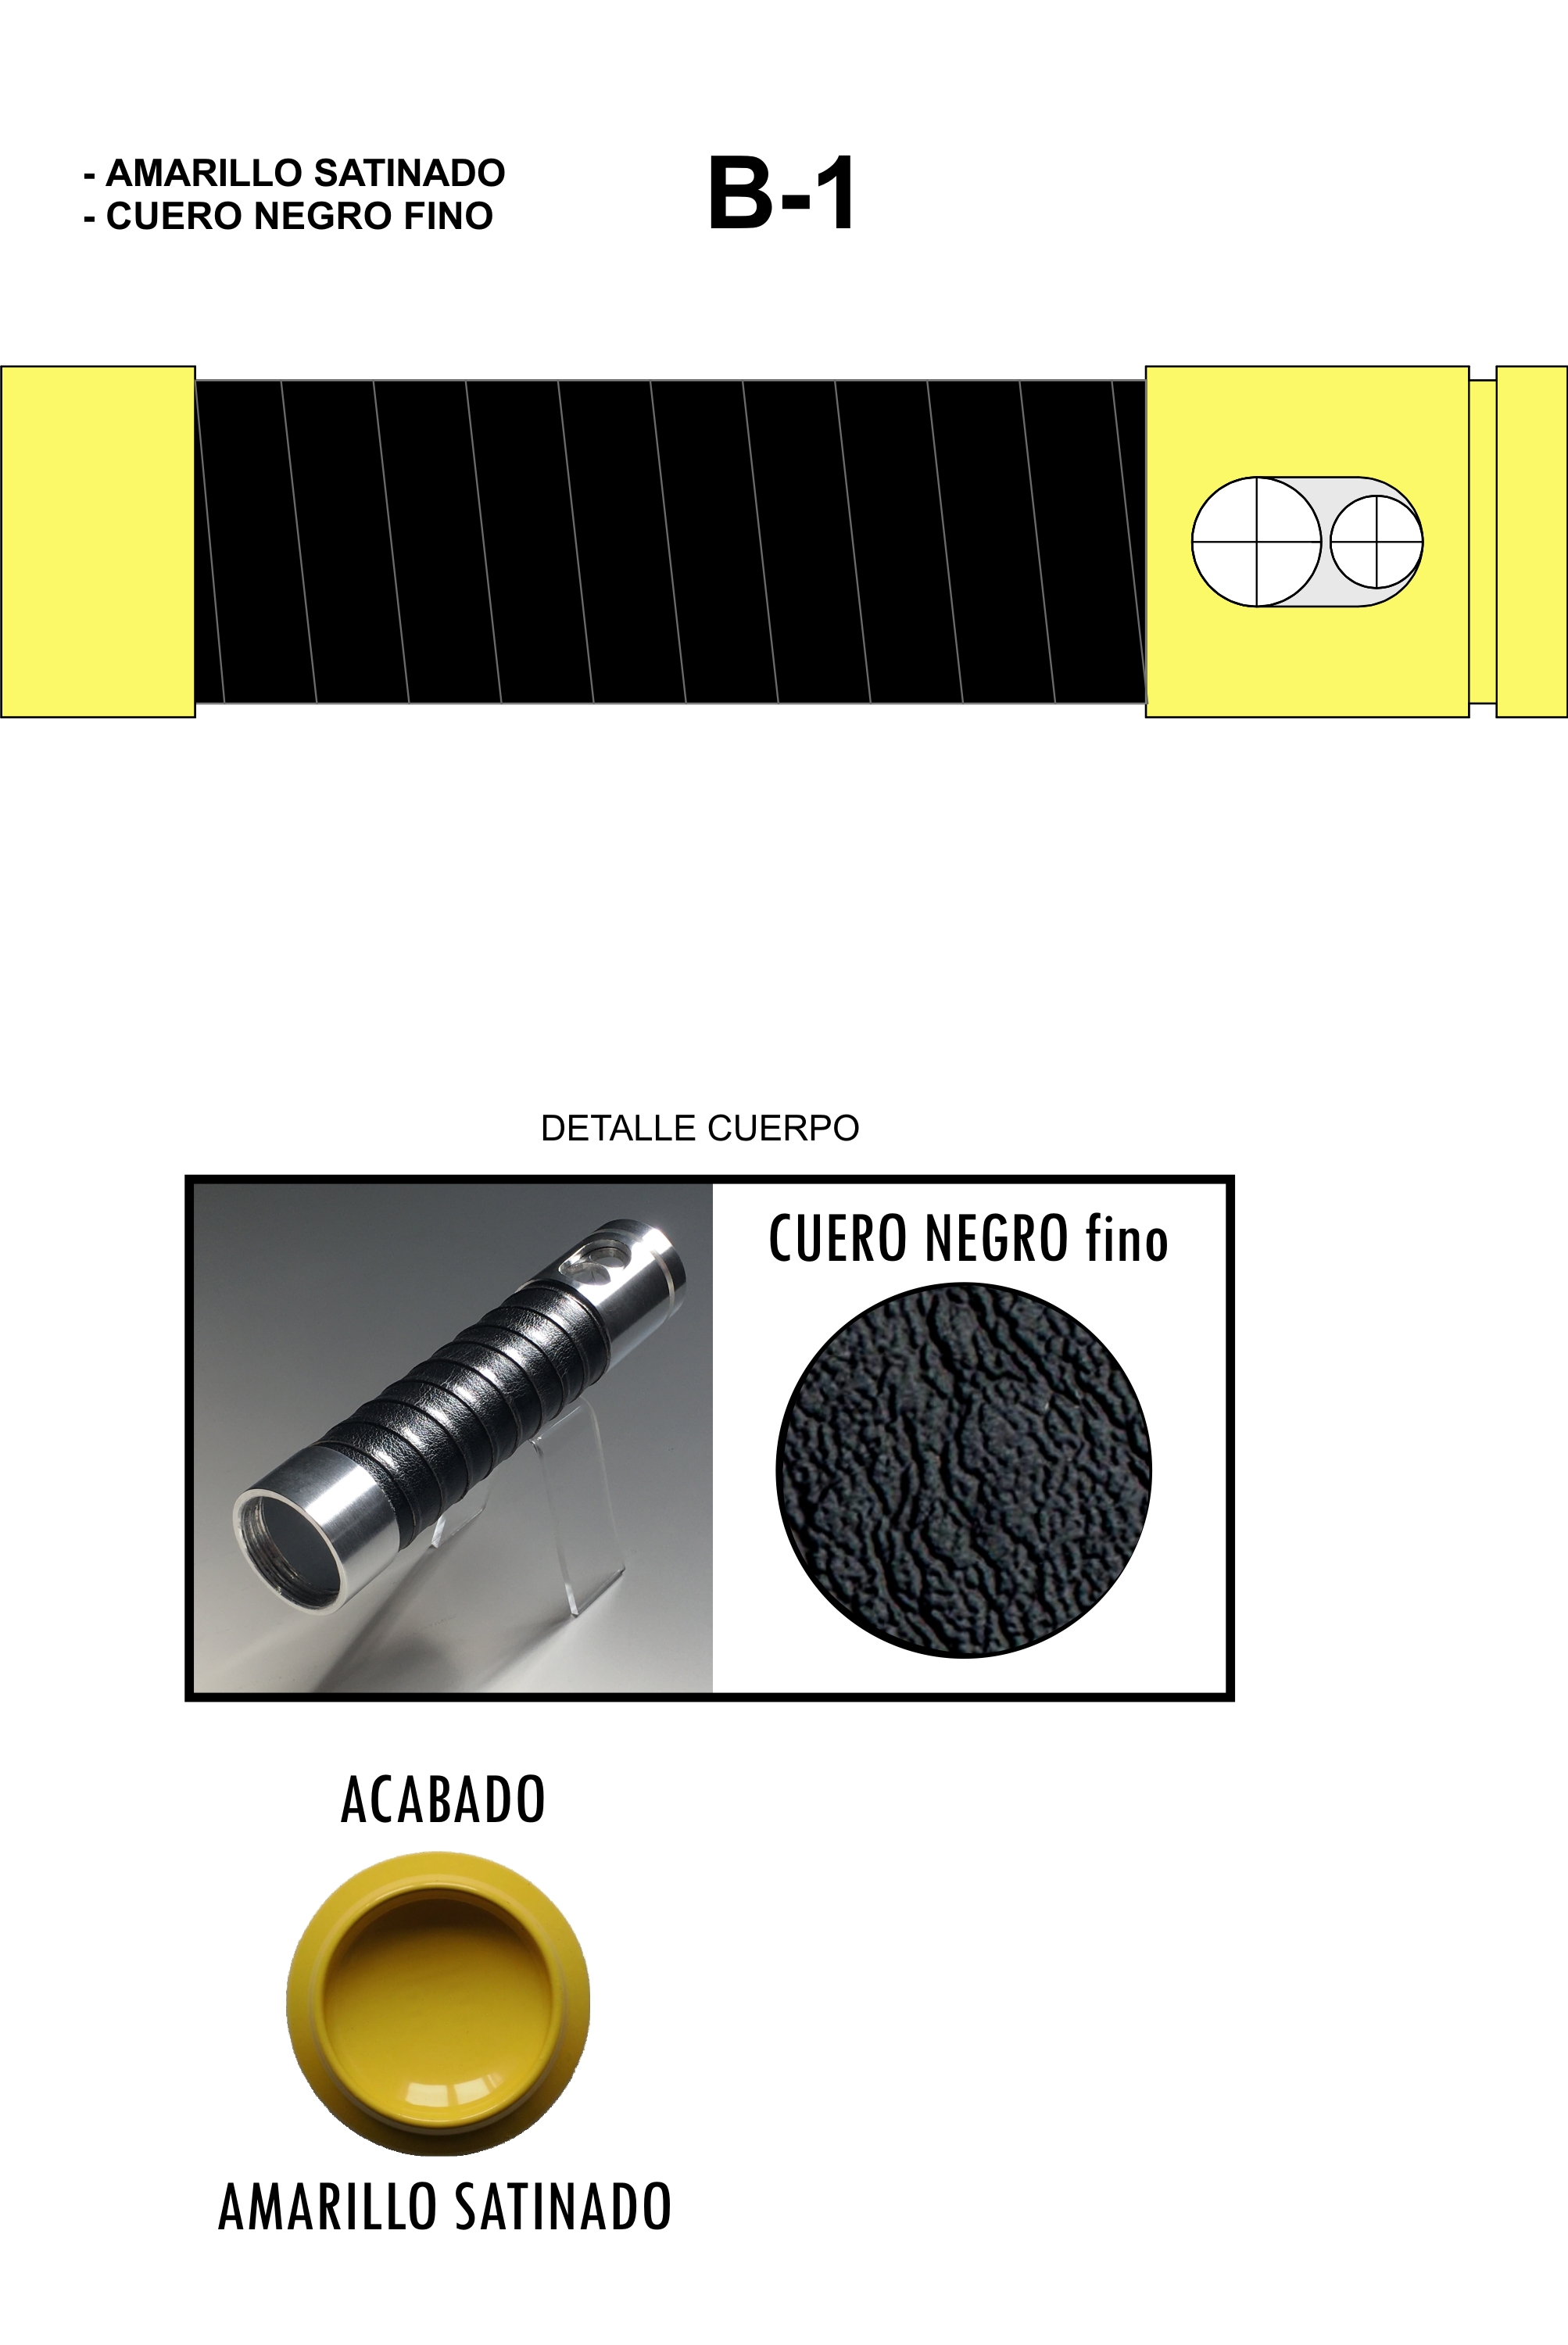 - AMARILLO SATINADO
- CUERO NEGRO FINO
B-1
DETALLE CUERPO
CUERO NEGRO fino
ACABADO
AMARILLO SATINADO